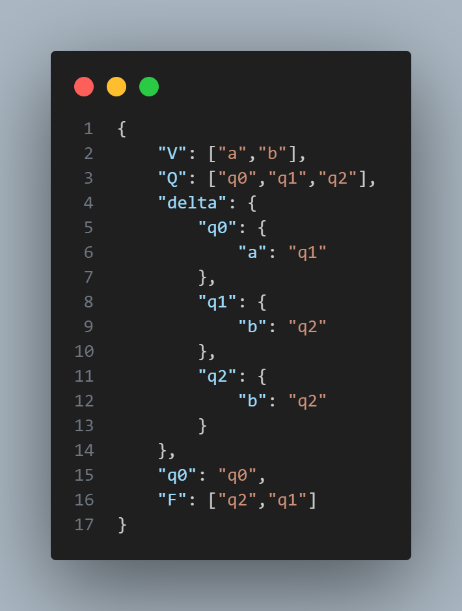 1 {
2     "V": ["a","b"],
3     "Q": ["q0","q1","q2"],
4     "delta": {
5         "q0": {
6             "a": "q1"
7         },
8         "q1": {
9             "b": "q2"
10         },
11         "q2": {
12             "b": "q2"
13         }
14     },
15     "q0": "q0",
16     "F": ["q2","q1"]
17 }